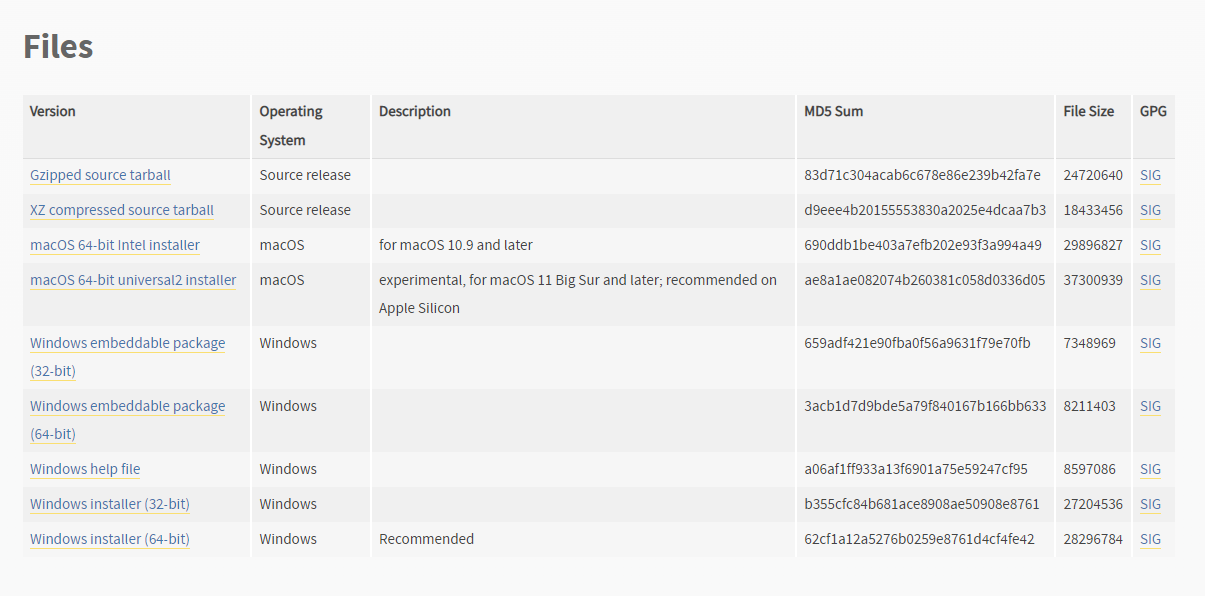 Files
Version Operating System Description MD5 Sum File Size GPG
Gzipped source tarball Source release 83d71c304acab6c678e86e239b42fa7e 24720640 SIG
XZ compressed source tarball Source release d9eee4b20155553830a2025e4dcaa7b3 18433456 SIG
macOS 64-bit Intel installer macOS for macOS 10.9 and later 690ddb1be403a7efb202e93f3a994a49 29896827 SIG
macOS 64-bit universal2 installer macOS experimental, for macOS 11 Big Sur and later; recommended on Apple Silicon ae8a1ae082074b260381c058d0336d05 37300939 SIG
Windows embeddable package (32-bit) Windows 659adf421e90fba0f56a9631f79e70fb 7348969 SIG
Windows embeddable package (64-bit) Windows 3acb1d7d9bde5a79f840167b166bb633 8211403 SIG
Windows help file Windows a06af1ff933a13f6901a75e59247cf95 8597086 SIG
Windows installer (32-bit) Windows b355cfc84b681ace8908ae50908e8761 27204536 SIG
Windows installer (64-bit) Windows Recommended 62cf1a12a5276b0259e8761d4cf4fe42 28296784 SIG